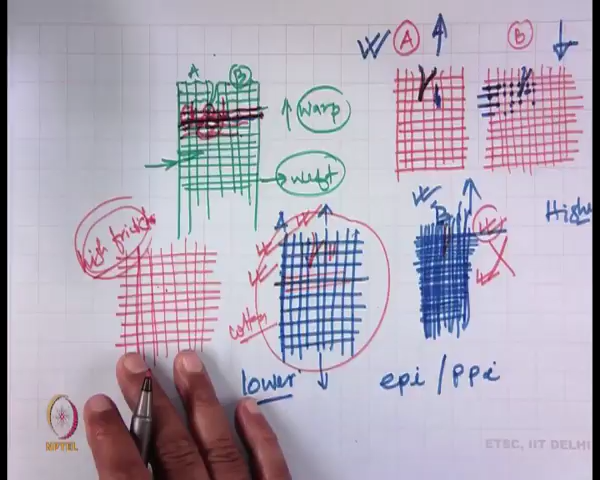 A
B
A
B
warp
weft
high friction
A
B
High
cotton
lower
epi / ppi
NPTEL
ETSC, IIT DELHI